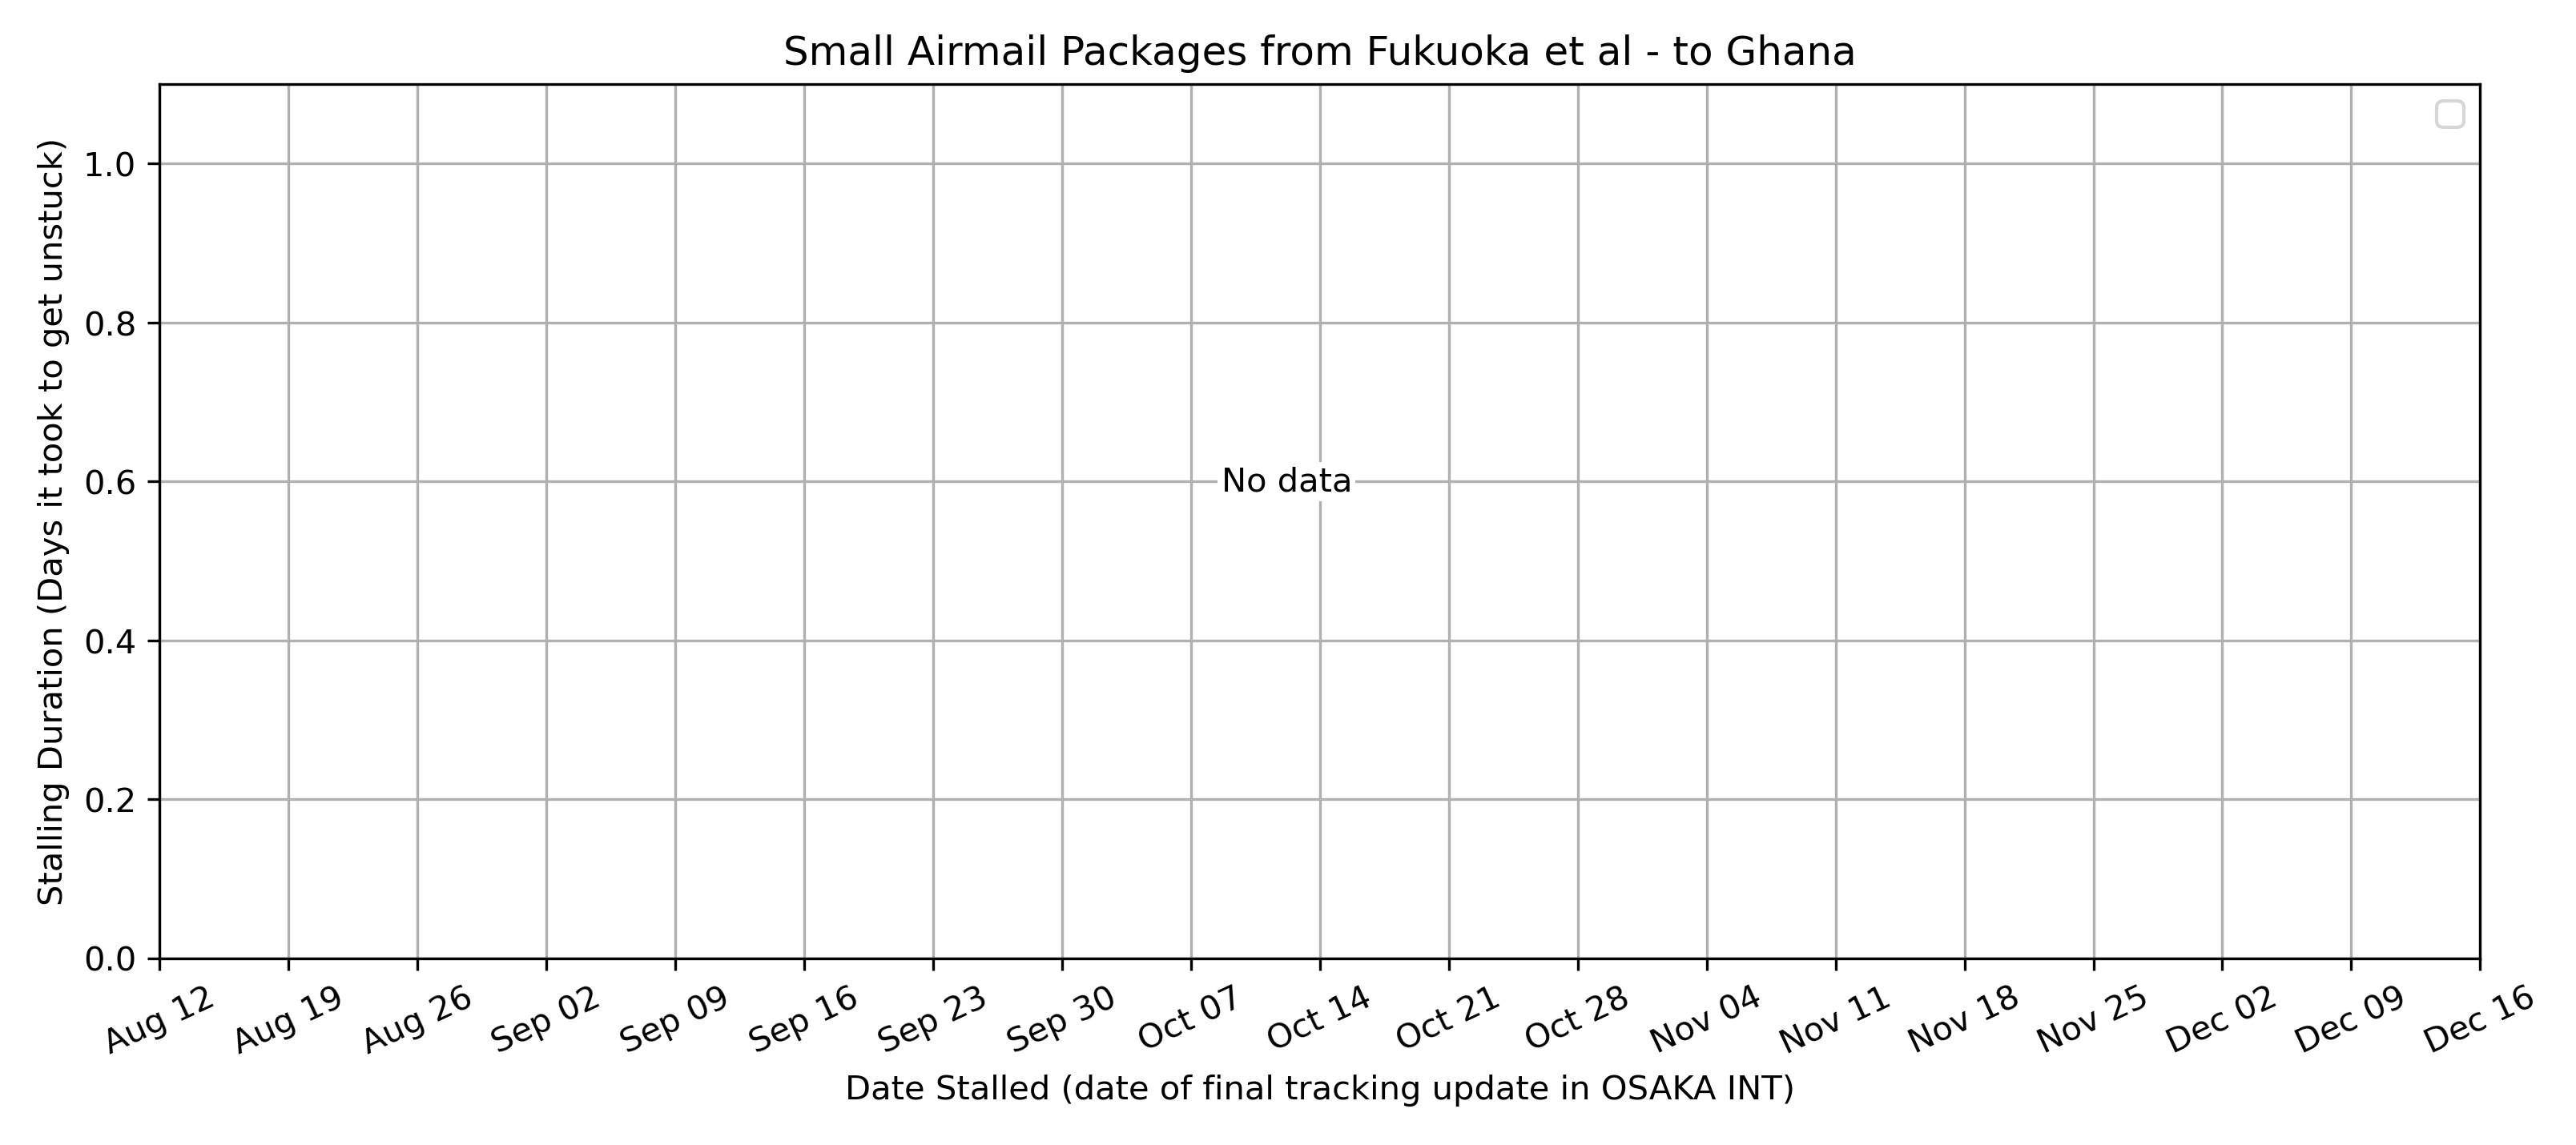 Small Airmail Packages from Fukuoka et al - to Ghana
Stalling Duration (Days it took to get unstuck)
1.0
0.8
0.6
0.4
0.2
0.0
No data
Aug 12
Aug 19
Aug 26
Sep 02
Sep 09
Sep 16
Sep 23
Sep 30
Oct 07
Oct 14
Oct 21
Oct 28
Nov 04
Nov 11
Nov 18
Nov 25
Dec 02
Dec 09
Dec 16
Date Stalled (date of final tracking update in OSAKA INT)